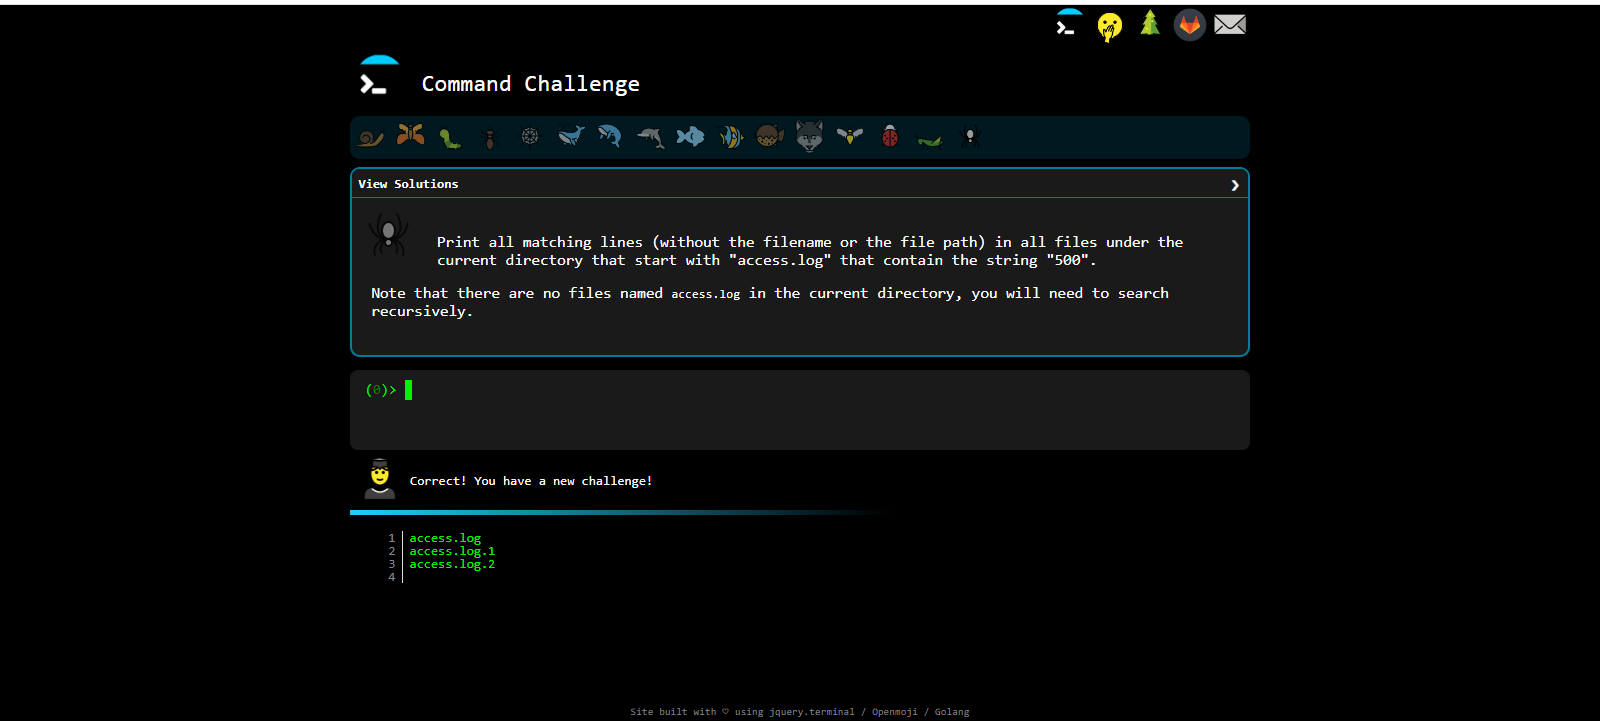 Command Challenge
View Solutions
Print all matching lines (without the filename or the file path) in all files under the
current directory that start with "access.log" that contain the string "500".
Note that there are no files named access.log in the current directory, you will need to search
recursively.
(0)>
Correct! You have a new challenge!
1 access.log
2 access.log.1
3 access.log.2
4
Site built with ♡ using jquery.terminal / Openmoji / Golang